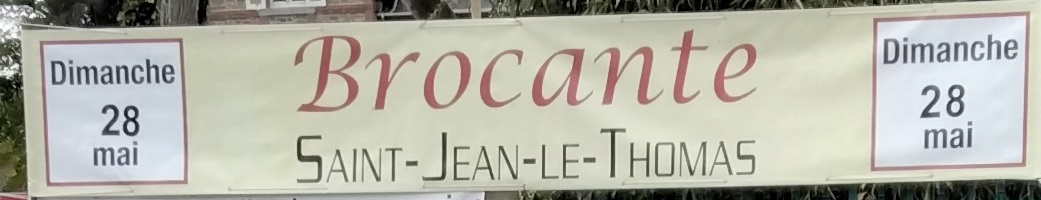 Dimanche
28
mai
Brocante
SAINT-JEAN-LE-THOMAS
Dimanche
28
mai